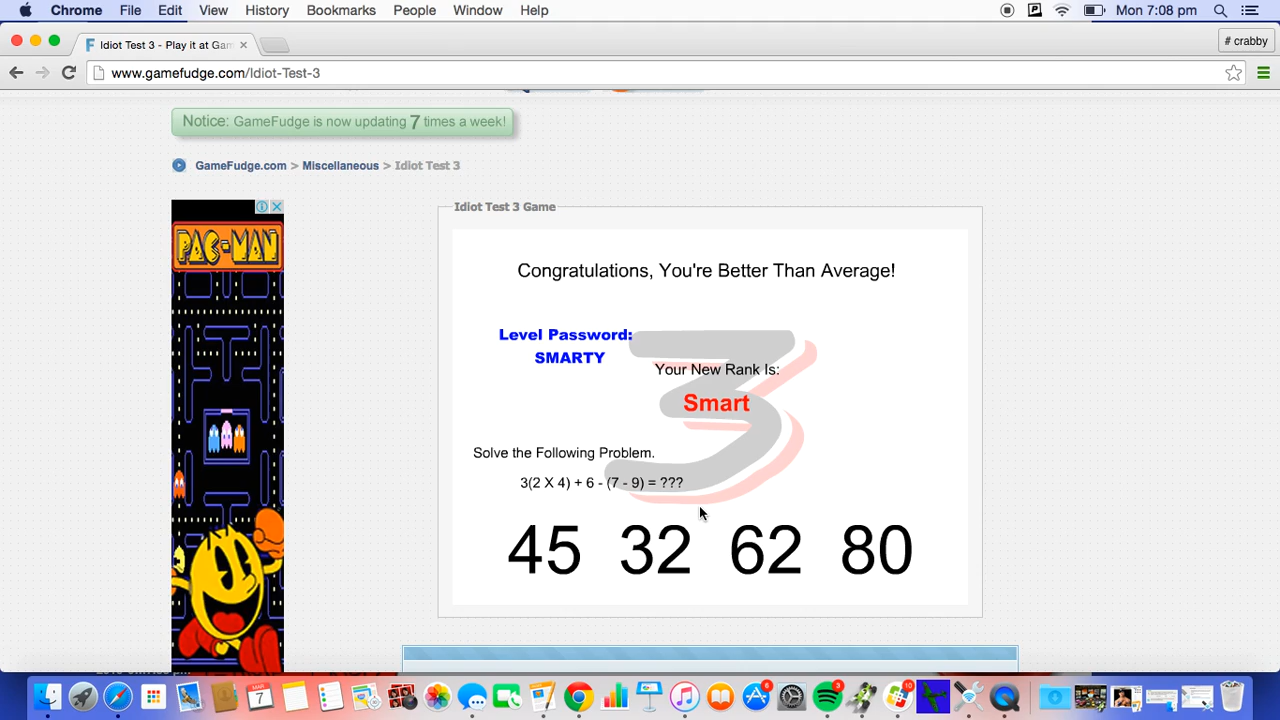 Chrome File Edit View History Bookmarks People Window Help Mon 7:08 pm
Idiot Test 3 - Play it at Gam
# crabby
www.gamefudge.com/Idiot-Test-3
Notice: GameFudge is now updating 7 times a week!
GameFudge.com > Miscellaneous > Idiot Test 3
Idiot Test 3 Game
PAC-MAN
Congratulations, You're Better Than Average!
Level Password:
SMARTY
Your New Rank Is:
Smart
3
Solve the Following Problem.
3(2 X 4) + 6 - (7 - 9) = ???
45 32 62 80